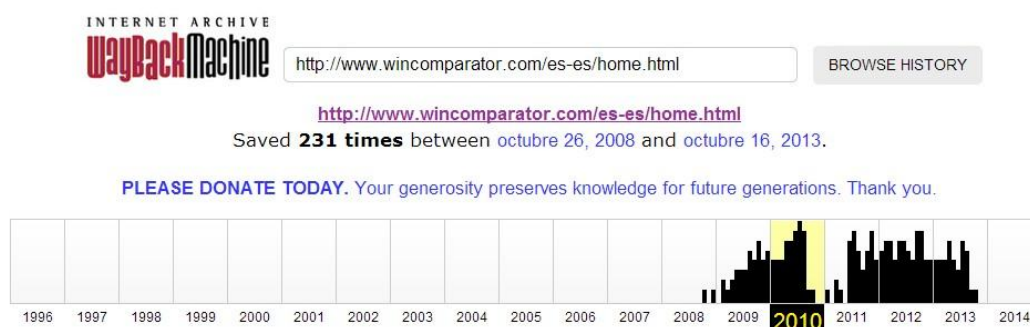 INTERNET ARCHIVE
WayBackMachine
http://www.wincomparator.com/es-es/home.html
BROWSE HISTORY
http://www.wincomparator.com/es-es/home.html
Saved 231 times between octubre 26, 2008 and octubre 16, 2013.
PLEASE DONATE TODAY. Your generosity preserves knowledge for future generations. Thank you.
1996 1997 1998 1999 2000 2001 2002 2003 2004 2005 2006 2007 2008 2009 2010 2011 2012 2013 2014